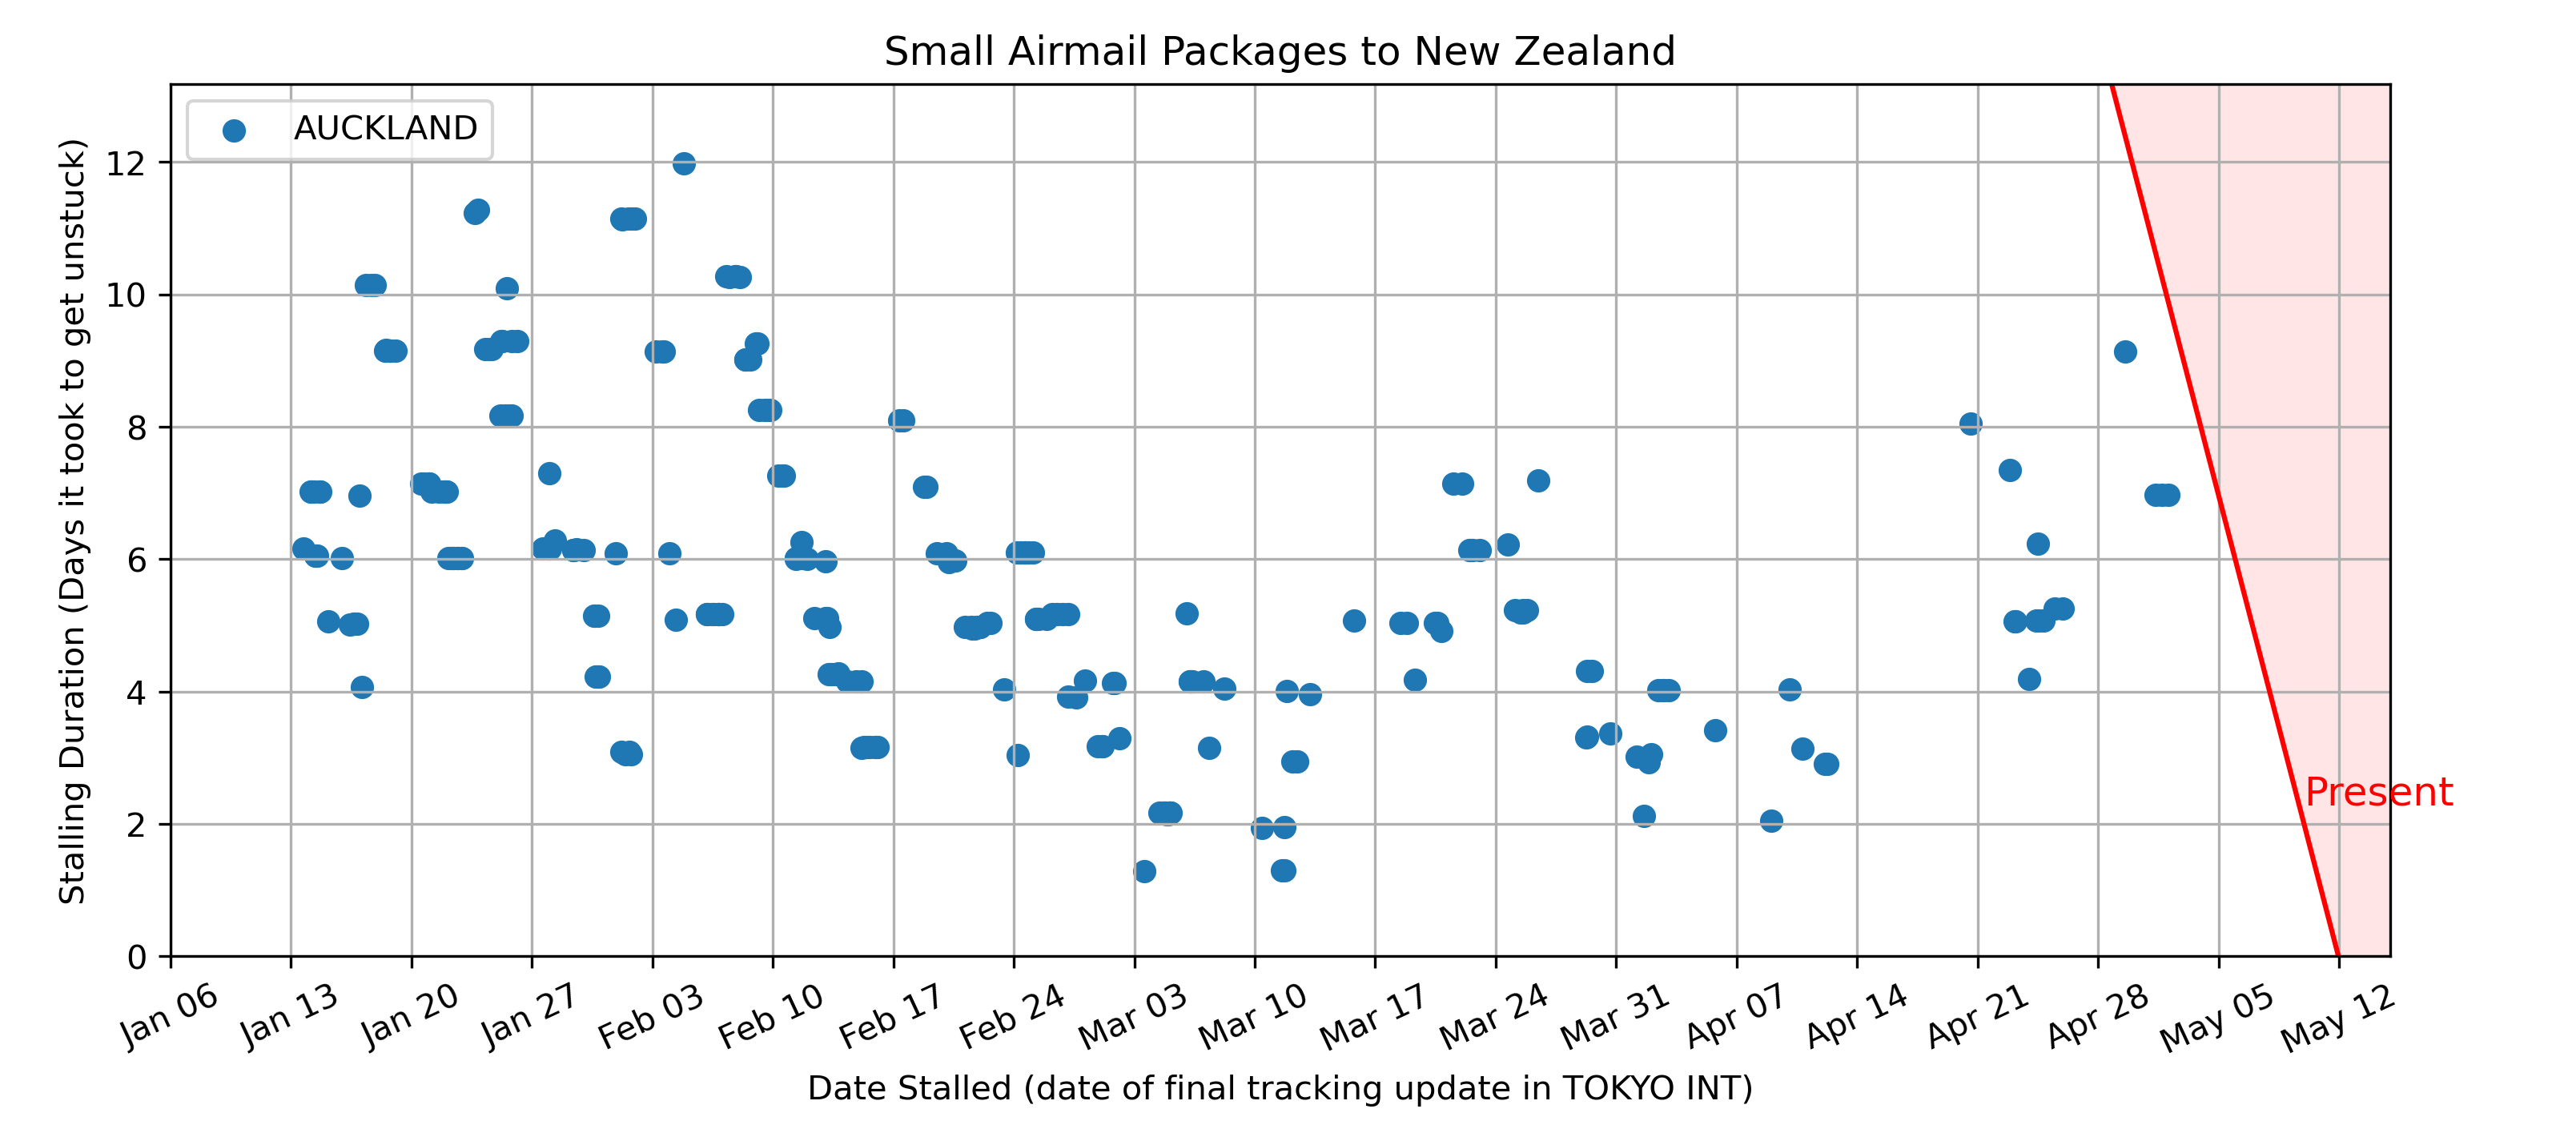 Small Airmail Packages to New Zealand
AUCKLAND
Stalling Duration (Days it took to get unstuck)
12
10
8
6
4
2
0
Present
Jan 06
Jan 13
Jan 20
Jan 27
Feb 03
Feb 10
Feb 17
Feb 24
Mar 03
Mar 10
Mar 17
Mar 24
Mar 31
Apr 07
Apr 14
Apr 21
Apr 28
May 05
May 12
Date Stalled (date of final tracking update in TOKYO INT)